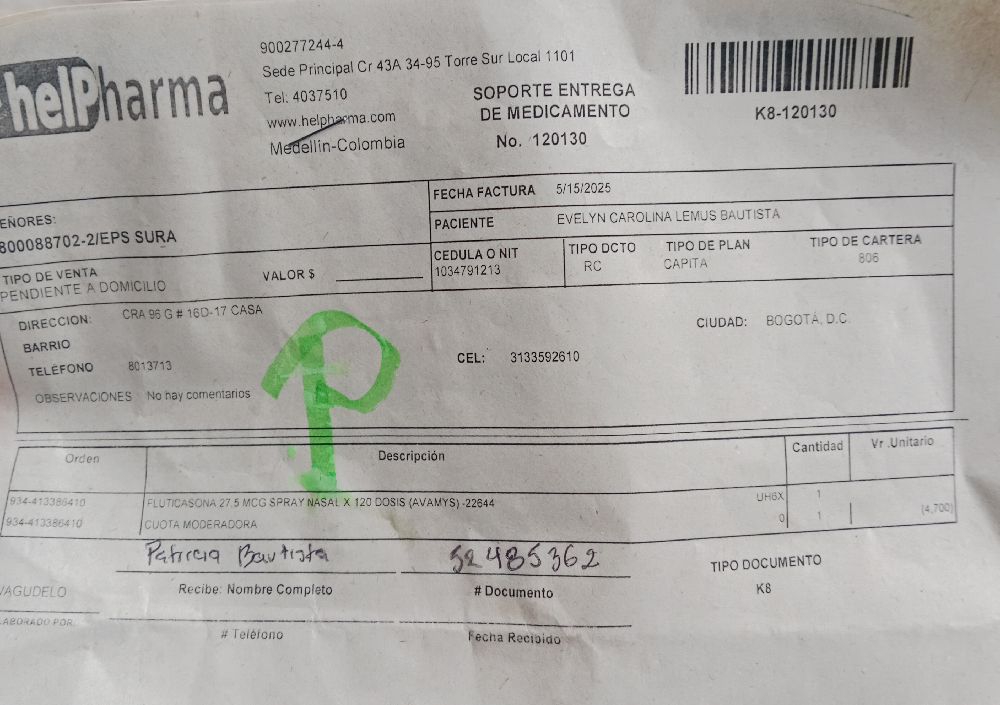 helPharma
900277244-4
Sede Principal Cr 43A 34-95 Torre Sur Local 1101
Tel: 4037510
www.helpharma.com
Medellín-Colombia
SOPORTE ENTREGA
DE MEDICAMENTO
No. 120130
K8-120130
EÑORES:
800088702-2/EPS SURA
TIPO DE VENTA
PENDIENTE A DOMICILIO
VALOR $
FECHA FACTURA 5/15/2025
PACIENTE EVELYN CAROLINA LEMUS BAUTISTA
CEDULA O NIT
1034791213
TIPO DCTO
RC
TIPO DE PLAN
CAPITA
TIPO DE CARTERA
806
DIRECCION: CRA 96 G # 16D-17 CASA
BARRIO
TELÉFONO 8013713
CEL: 3133592610
CIUDAD: BOGOTÁ, D.C.
OBSERVACIONES No hay comentarios
P
Orden Descripción Cantidad Vr .Unitario
934-413386410 FLUTICASONA 27.5 MCG SPRAY NASAL X 120 DOSIS (AVAMYS) -22644 UH6X 1
934-413386410 CUOTA MODERADORA 0 1 (4,700)
Patricia Bautista 52485362
Recibe: Nombre Completo # Documento
TIPO DOCUMENTO
K8
VAGUDELO
LABORADO POR:
# Teléfono Fecha Recibido